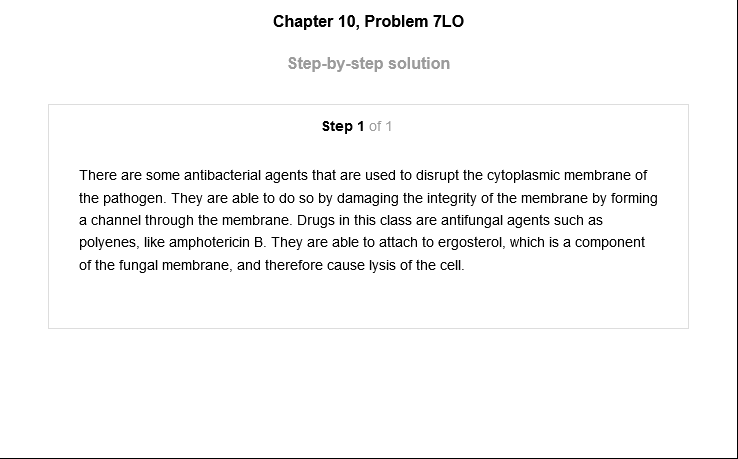 Chapter 10, Problem 7LO
Step-by-step solution
Step 1 of 1
There are some antibacterial agents that are used to disrupt the cytoplasmic membrane of
the pathogen. They are able to do so by damaging the integrity of the membrane by forming
a channel through the membrane. Drugs in this class are antifungal agents such as
polyenes, like amphotericin B. They are able to attach to ergosterol, which is a component
of the fungal membrane, and therefore cause lysis of the cell.